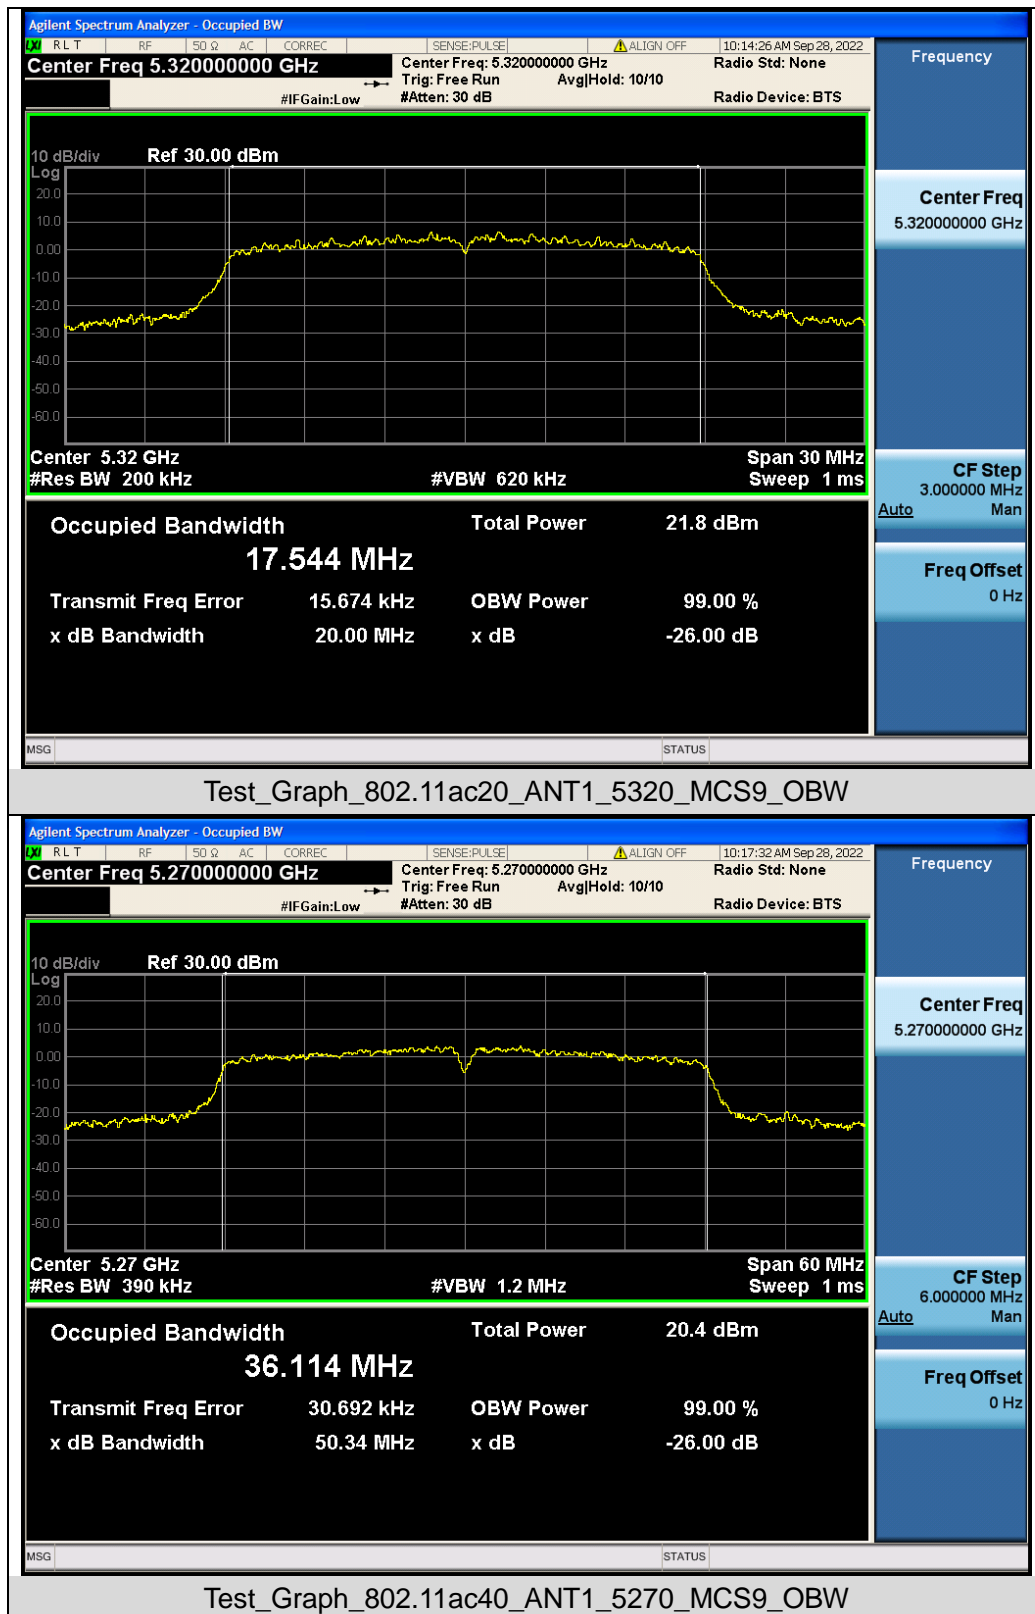 Agilent Spectrum Analyzer - Occupied BW
LXI RLT RF 50 Ω AC CORREC SENSE:PULSE ALIGN OFF 10:14:26 AM Sep 28, 2022
Center Freq 5.320000000 GHz Center Freq: 5.320000000 GHz Radio Std: None
Trig: Free Run Avg|Hold: 10/10
#IFGain:Low #Atten: 30 dB Radio Device: BTS
Frequency
10 dB/div Ref 30.00 dBm
Log
20.0
10.0
0.00
-10.0
-20.0
-30.0
-40.0
-50.0
-60.0
Center 5.32 GHz Span 30 MHz
#Res BW 200 kHz #VBW 620 kHz Sweep 1 ms
Center Freq
5.320000000 GHz
CF Step
3.000000 MHz
Auto Man
Freq Offset
0 Hz
Occupied Bandwidth Total Power 21.8 dBm
17.544 MHz
Transmit Freq Error 15.674 kHz OBW Power 99.00 %
x dB Bandwidth 20.00 MHz x dB -26.00 dB
MSG STATUS
Test_Graph_802.11ac20_ANT1_5320_MCS9_OBW
Agilent Spectrum Analyzer - Occupied BW
LXI RLT RF 50 Ω AC CORREC SENSE:PULSE ALIGN OFF 10:17:32 AM Sep 28, 2022
Center Freq 5.270000000 GHz Center Freq: 5.270000000 GHz Radio Std: None
Trig: Free Run Avg|Hold: 10/10
#IFGain:Low #Atten: 30 dB Radio Device: BTS
Frequency
10 dB/div Ref 30.00 dBm
Log
20.0
10.0
0.00
-10.0
-20.0
-30.0
-40.0
-50.0
-60.0
Center 5.27 GHz Span 60 MHz
#Res BW 390 kHz #VBW 1.2 MHz Sweep 1 ms
Center Freq
5.270000000 GHz
CF Step
6.000000 MHz
Auto Man
Freq Offset
0 Hz
Occupied Bandwidth Total Power 20.4 dBm
36.114 MHz
Transmit Freq Error 30.692 kHz OBW Power 99.00 %
x dB Bandwidth 50.34 MHz x dB -26.00 dB
MSG STATUS
Test_Graph_802.11ac40_ANT1_5270_MCS9_OBW